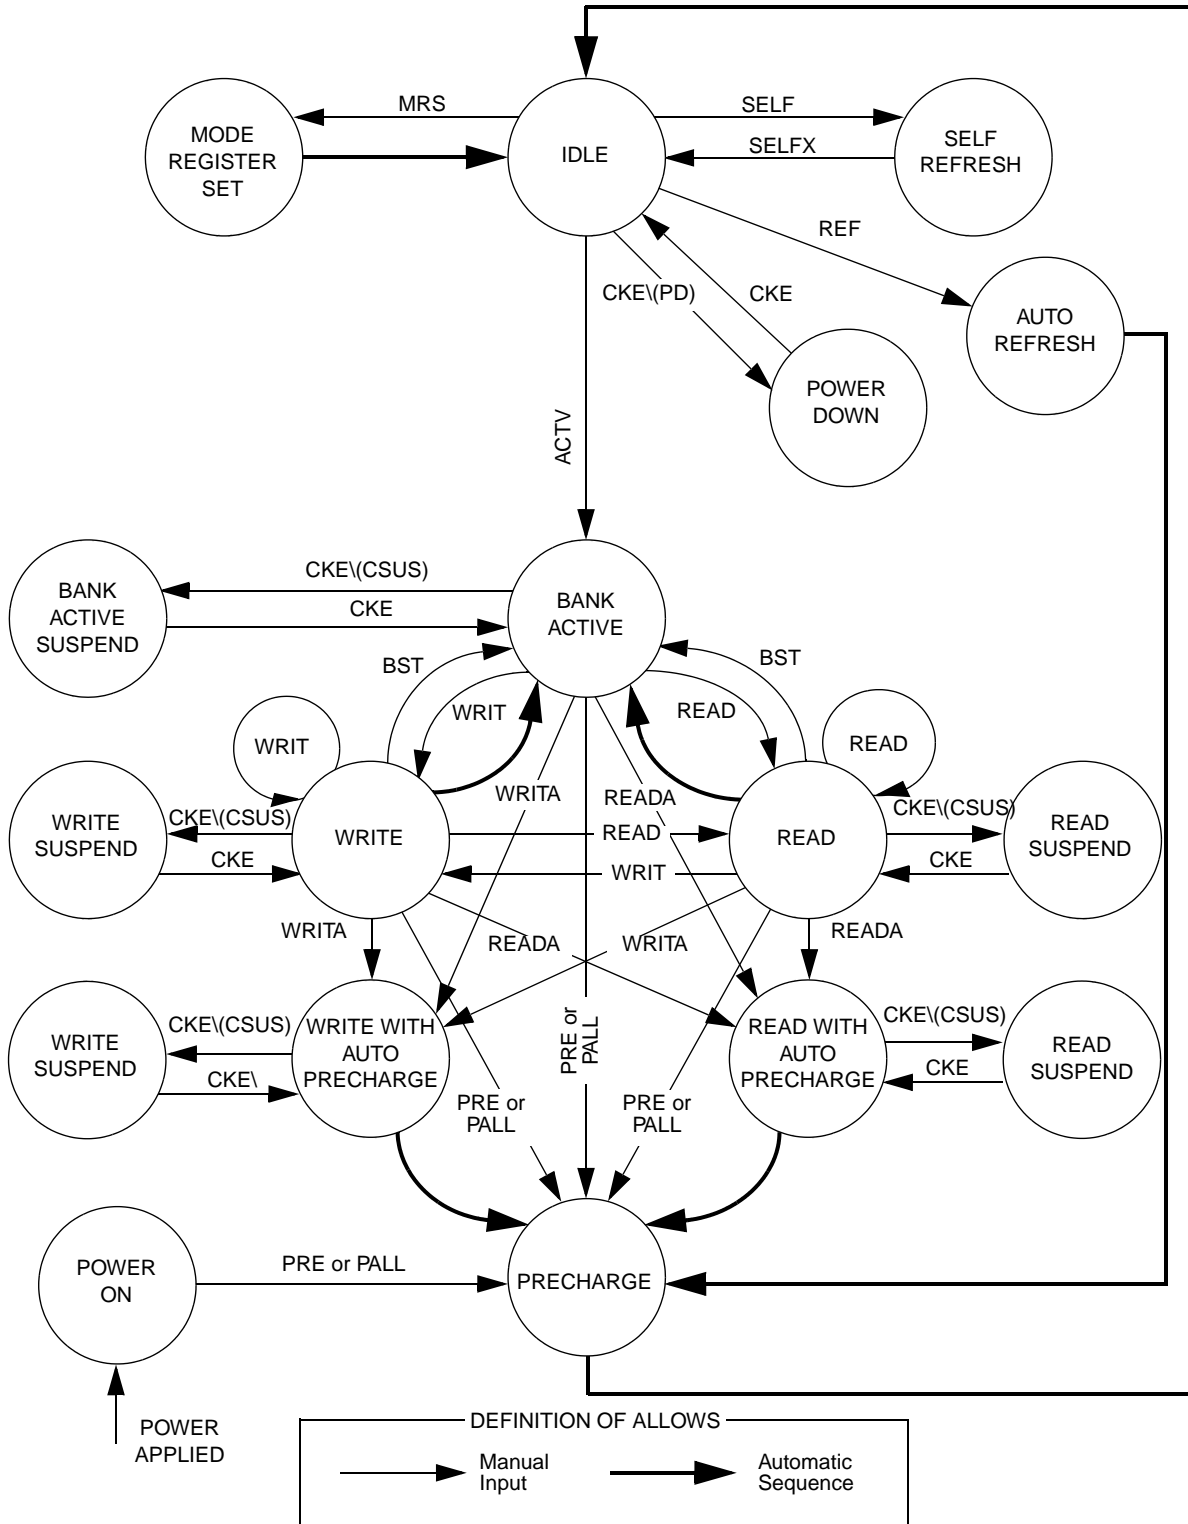 MRS
SELF
MODE
REGISTER
SET
IDLE
SELFX
SELF
REFRESH
REF
CKE\(PD)
CKE
AUTO
REFRESH
POWER
DOWN
ACTV
CKE\(CSUS)
BANK
ACTIVE
SUSPEND
CKE
BANK
ACTIVE
BST
BST
WRIT
READ
WRIT
READ
WRITA
READA
CKE\(CSUS)
CKE\(CSUS)
WRITE
SUSPEND
WRITE
READ
READ
READ
SUSPEND
CKE
WRIT
CKE
WRITA
READA
WRITA
READA
CKE\(CSUS)
WRITE
SUSPEND
CKE\
WRITE WITH
AUTO
PRECHARGE
PRE or
PALL
READ WITH
AUTO
PRECHARGE
CKE\(CSUS)
CKE
READ
SUSPEND
PRE or
PALL
PRE or
PALL
POWER
ON
PRE or PALL
PRECHARGE
POWER
APPLIED
DEFINITION OF ALLOWS
Manual
Input
Automatic
Sequence